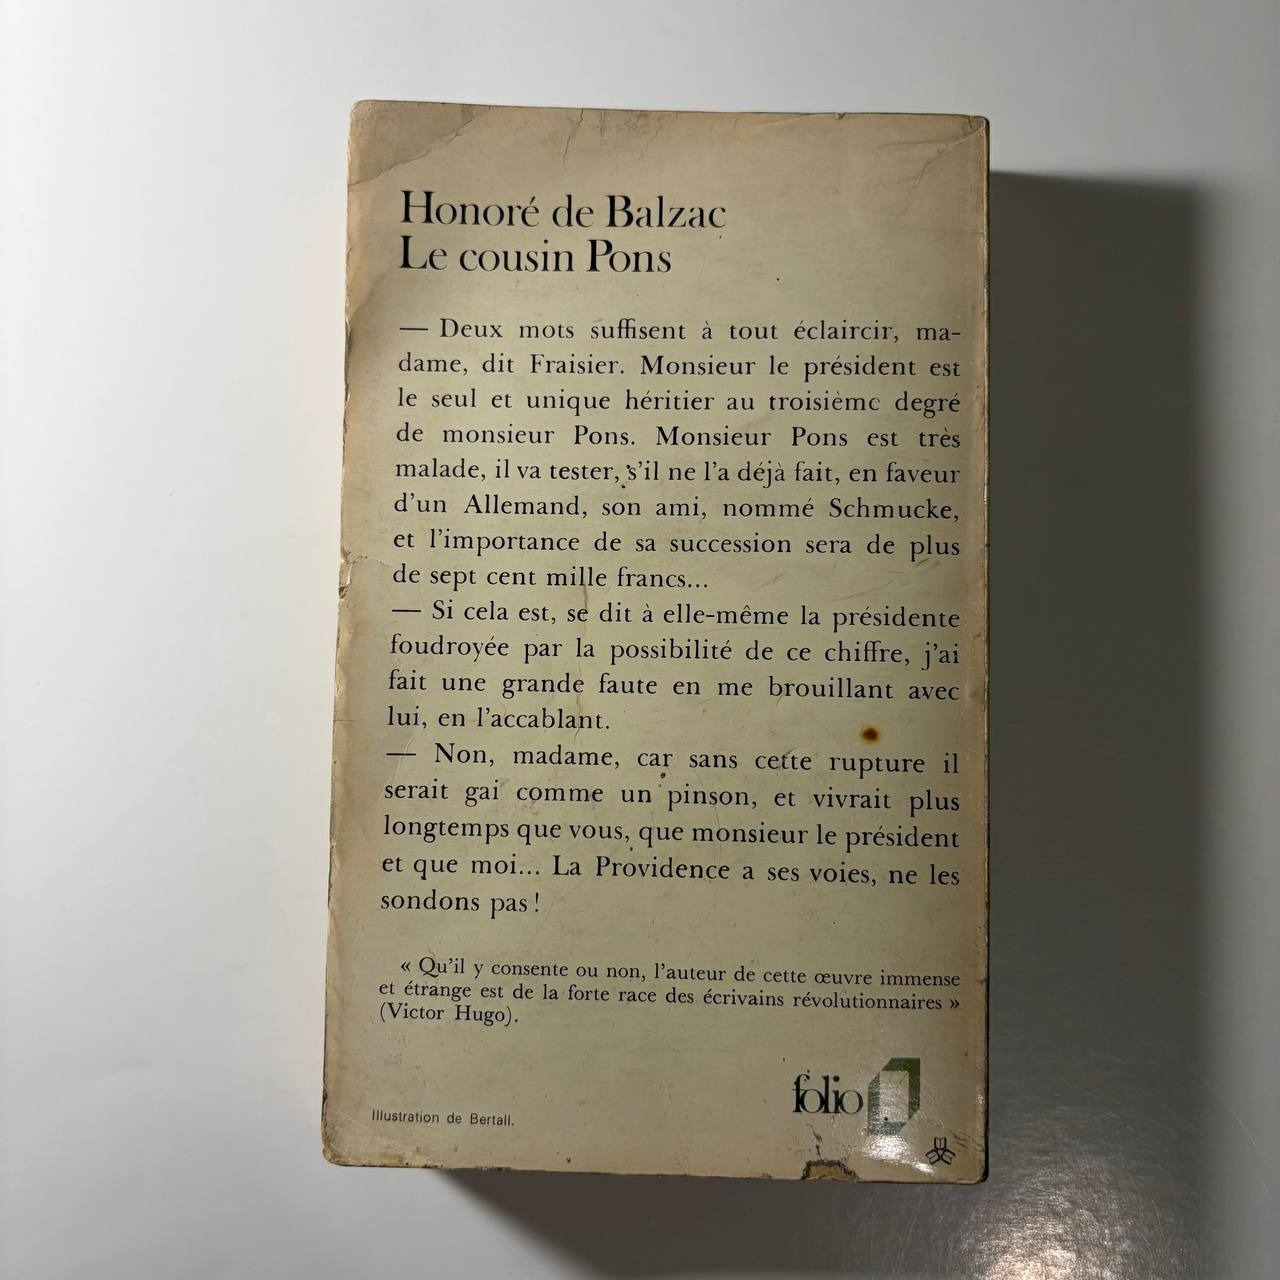 Honoré de Balzac
Le cousin Pons
— Deux mots suffisent à tout éclaircir, ma-
dame, dit Fraisier. Monsieur le président est
le seul et unique héritier au troisième degré
de monsieur Pons. Monsieur Pons est très
malade, il va tester, s'il ne l'a déjà fait, en faveur
d'un Allemand, son ami, nommé Schmucke,
et l'importance de sa succession sera de plus
de sept cent mille francs...
— Si cela est, se dit à elle-même la présidente
foudroyée par la possibilité de ce chiffre, j'ai
fait une grande faute en me brouillant avec
lui, en l'accablant.
— Non, madame, car sans cette rupture il
serait gai comme un pinson, et vivrait plus
longtemps que vous, que monsieur le président
et que moi... La Providence a ses voies, ne les
sondons pas !
« Qu'il y consente ou non, l'auteur de cette œuvre immense
et étrange est de la forte race des écrivains révolutionnaires »
(Victor Hugo).
folio
Illustration de Bertall.